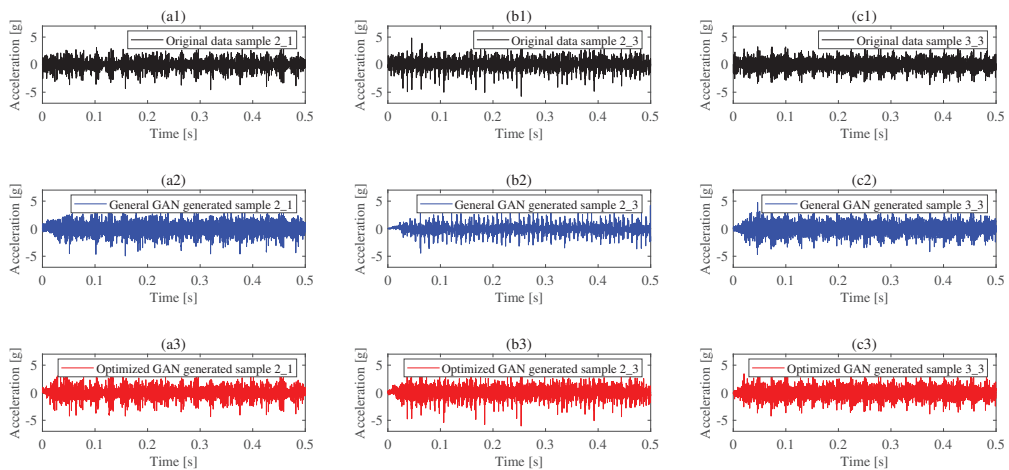 (a1)
Original data sample 2_1
Acceleration [g]
5
0
-5
0 0.1 0.2 0.3 0.4 0.5
Time [s]
(b1)
Original data sample 2_3
Acceleration [g]
5
0
-5
0 0.1 0.2 0.3 0.4 0.5
Time [s]
(c1)
Original data sample 3_3
Acceleration [g]
5
0
-5
0 0.1 0.2 0.3 0.4 0.5
Time [s]
(a2)
General GAN generated sample 2_1
Acceleration [g]
5
0
-5
0 0.1 0.2 0.3 0.4 0.5
Time [s]
(b2)
General GAN generated sample 2_3
Acceleration [g]
5
0
-5
0 0.1 0.2 0.3 0.4 0.5
Time [s]
(c2)
General GAN generated sample 3_3
Acceleration [g]
5
0
-5
0 0.1 0.2 0.3 0.4 0.5
Time [s]
(a3)
Optimized GAN generated sample 2_1
Acceleration [g]
5
0
-5
0 0.1 0.2 0.3 0.4 0.5
Time [s]
(b3)
Optimized GAN generated sample 2_3
Acceleration [g]
5
0
-5
0 0.1 0.2 0.3 0.4 0.5
Time [s]
(c3)
Optimized GAN generated sample 3_3
Acceleration [g]
5
0
-5
0 0.1 0.2 0.3 0.4 0.5
Time [s]